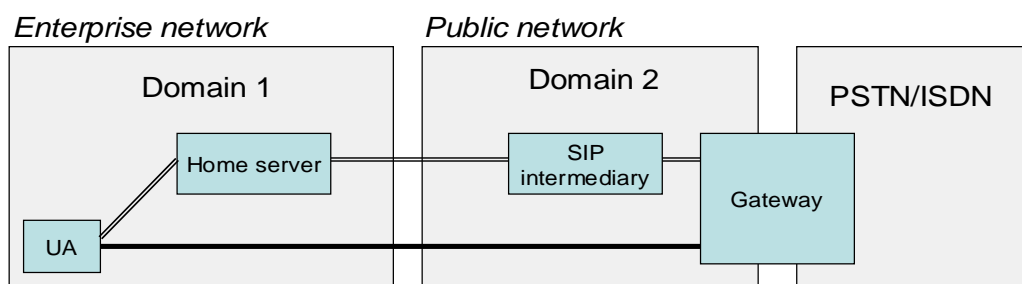 Enterprise network
Public network
Domain 1
Domain 2
PSTN/ISDN
Home server
SIP
intermediary
Gateway
UA